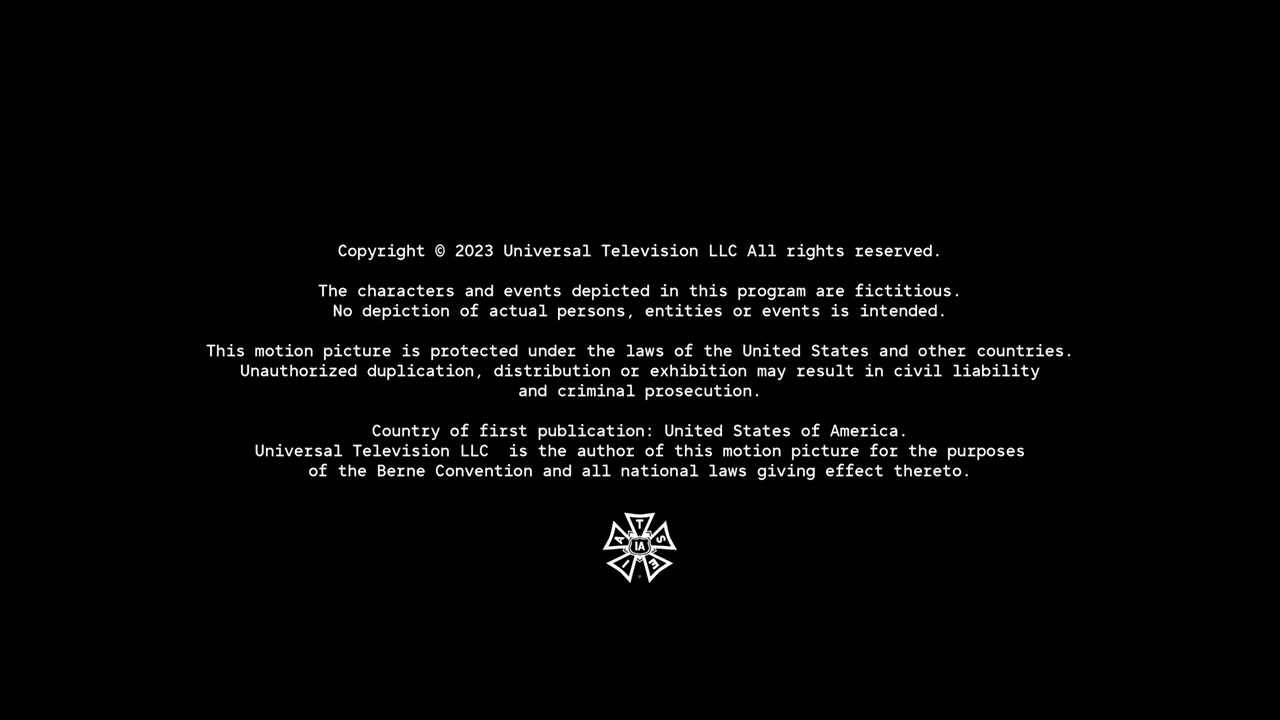 Copyright © 2023 Universal Television LLC All rights reserved.
The characters and events depicted in this program are fictitious.
No depiction of actual persons, entities or events is intended.
This motion picture is protected under the laws of the United States and other countries.
Unauthorized duplication, distribution or exhibition may result in civil liability
and criminal prosecution.
Country of first publication: United States of America.
Universal Television LLC  is the author of this motion picture for the purposes
of the Berne Convention and all national laws giving effect thereto.
I A T S E
IA